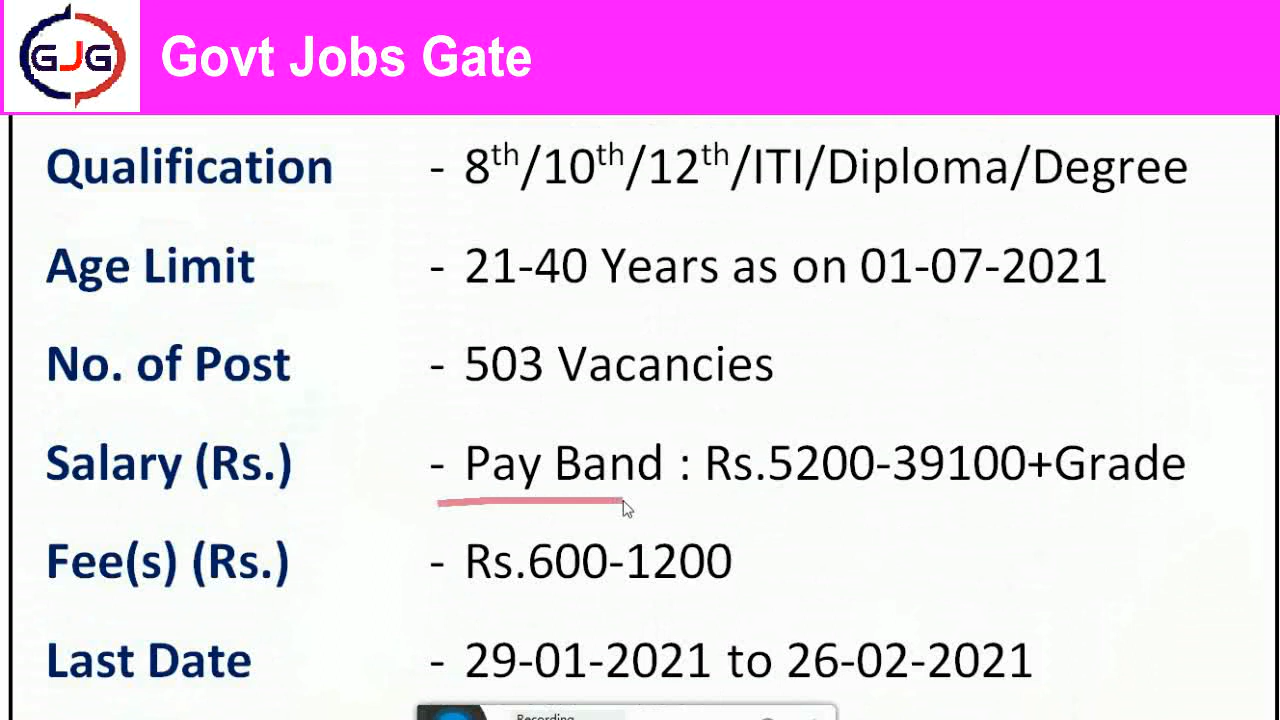 GJG
Govt Jobs Gate
Qualification - 8th/10th/12th/ITI/Diploma/Degree
Age Limit - 21-40 Years as on 01-07-2021
No. of Post - 503 Vacancies
Salary (Rs.) - Pay Band : Rs.5200-39100+Grade
Fee(s) (Rs.) - Rs.600-1200
Last Date - 29-01-2021 to 26-02-2021
Recording